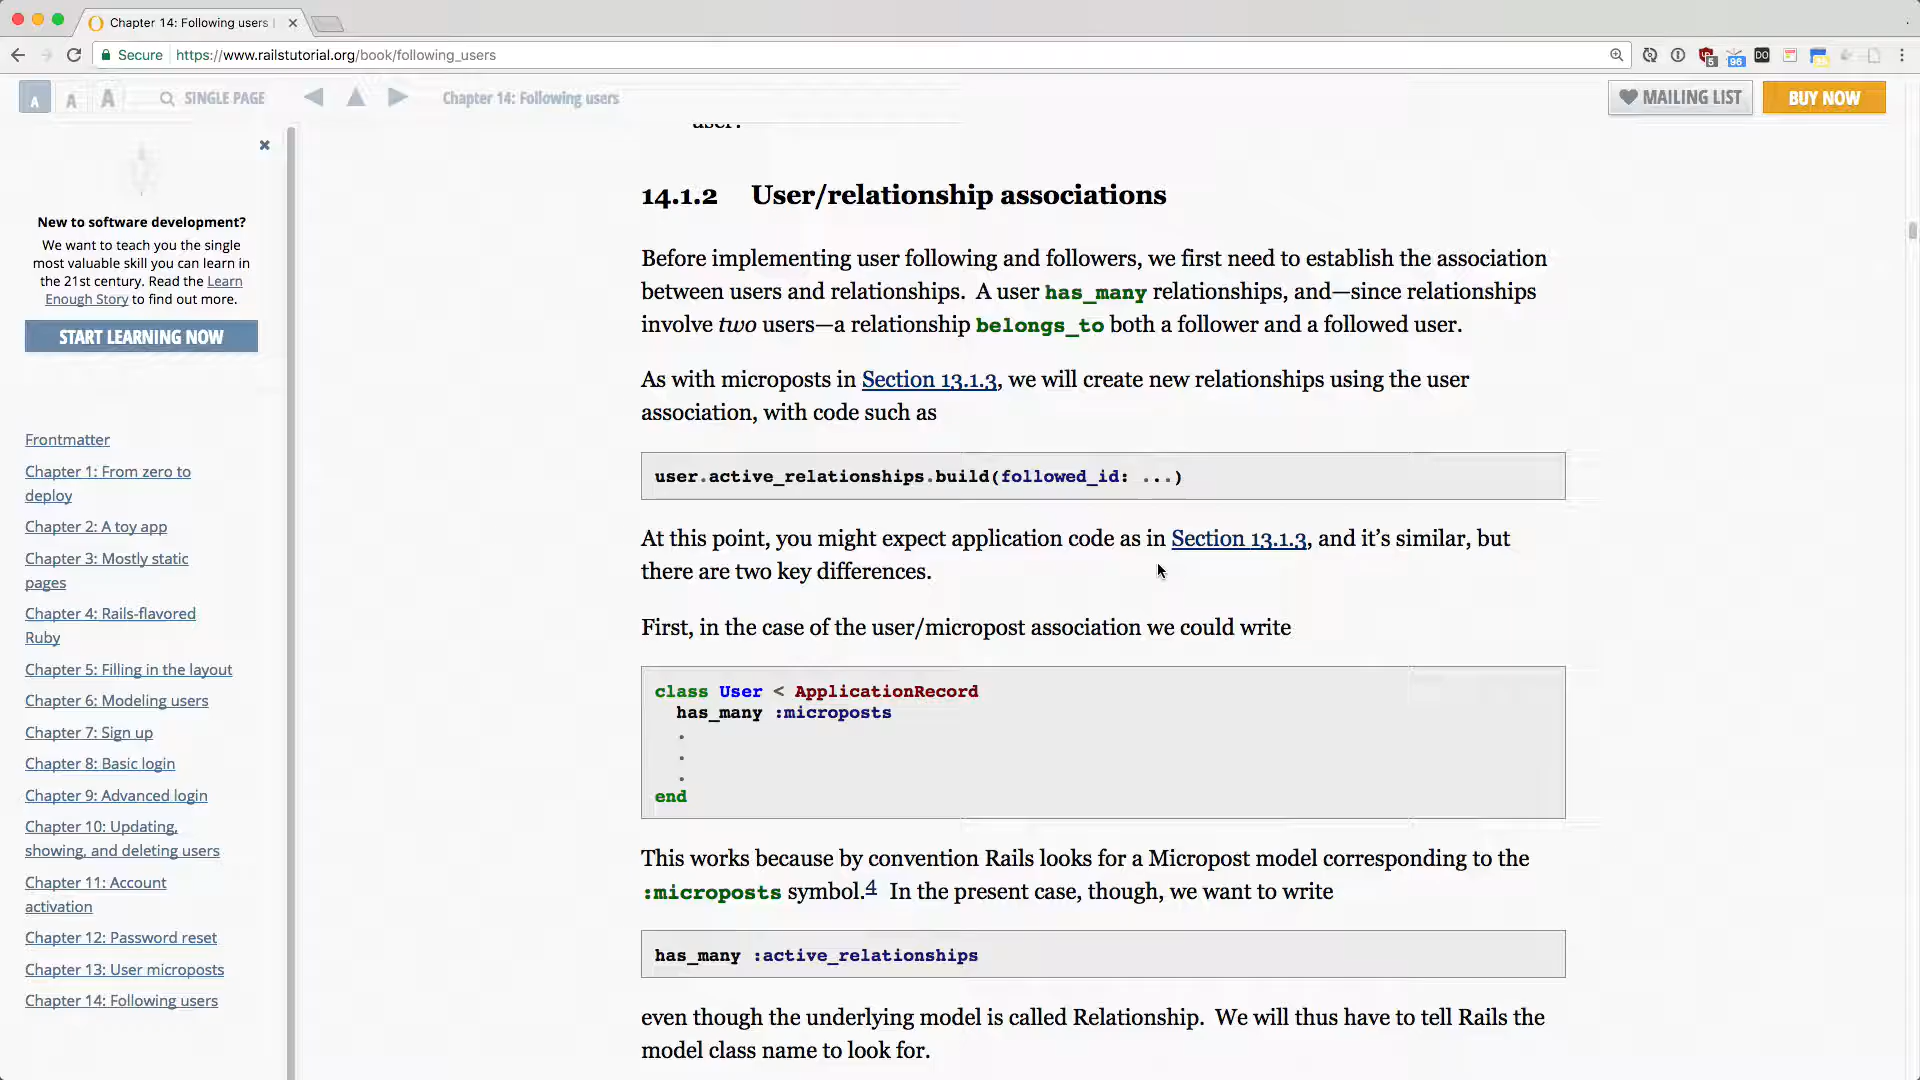 Chapter 14: Following users
Secure https://www.railstutorial.org/book/following_users
5
96
DO
A A A SINGLE PAGE Chapter 14: Following users MAILING LIST BUY NOW
user.
New to software development?
We want to teach you the single
most valuable skill you can learn in
the 21st century. Read the Learn
Enough Story to find out more.
START LEARNING NOW
Frontmatter
Chapter 1: From zero to
deploy
Chapter 2: A toy app
Chapter 3: Mostly static
pages
Chapter 4: Rails-flavored
Ruby
Chapter 5: Filling in the layout
Chapter 6: Modeling users
Chapter 7: Sign up
Chapter 8: Basic login
Chapter 9: Advanced login
Chapter 10: Updating,
showing, and deleting users
Chapter 11: Account
activation
Chapter 12: Password reset
Chapter 13: User microposts
Chapter 14: Following users
14.1.2 User/relationship associations
Before implementing user following and followers, we first need to establish the association
between users and relationships. A user has_many relationships, and—since relationships
involve two users—a relationship belongs_to both a follower and a followed user.
As with microposts in Section 13.1.3, we will create new relationships using the user
association, with code such as
user.active_relationships.build(followed_id: ...)
At this point, you might expect application code as in Section 13.1.3, and it’s similar, but
there are two key differences.
First, in the case of the user/micropost association we could write
class User < ApplicationRecord
has_many :microposts
.
.
.
end
This works because by convention Rails looks for a Micropost model corresponding to the
:microposts symbol.4 In the present case, though, we want to write
has_many :active_relationships
even though the underlying model is called Relationship. We will thus have to tell Rails the
model class name to look for.